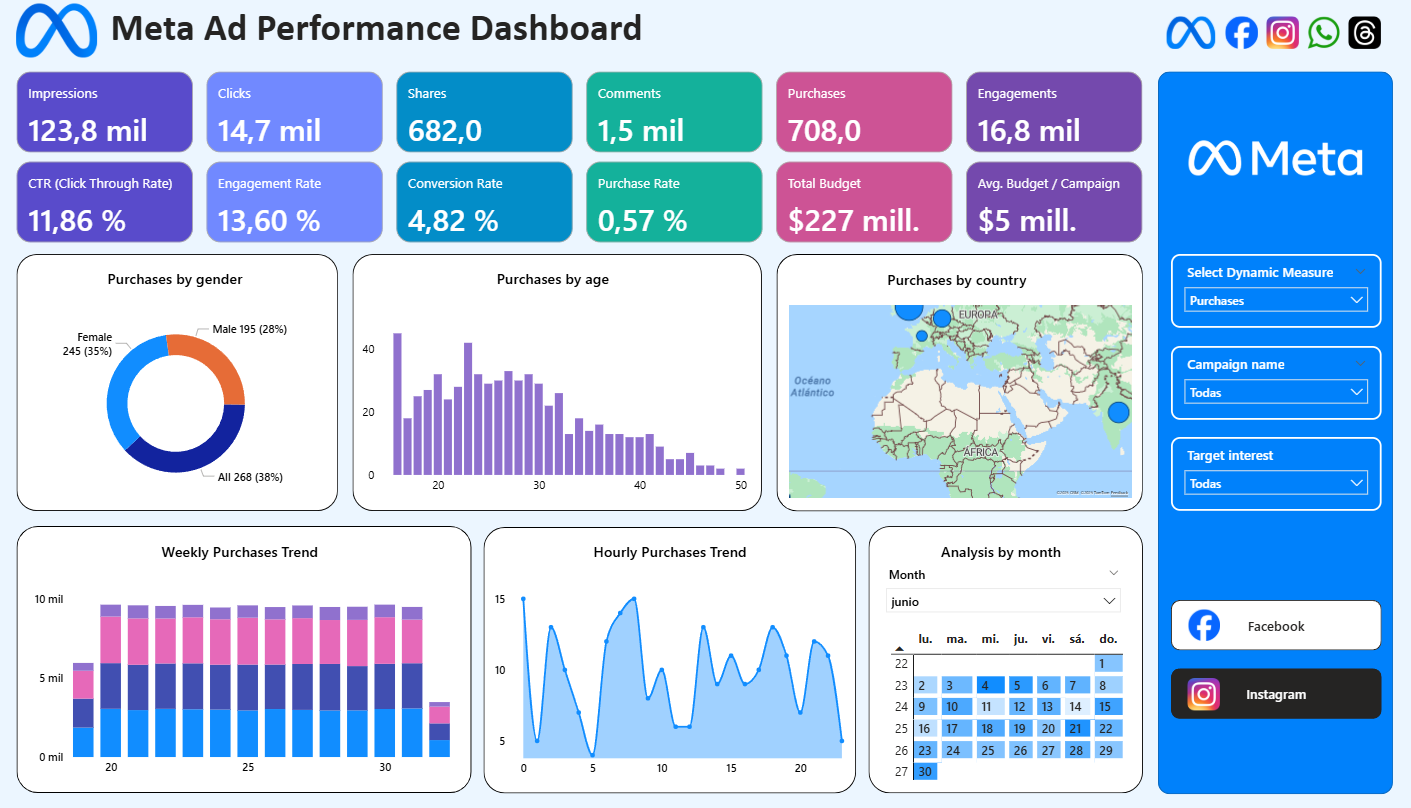 Meta Ad Performance Dashboard
Impressions
123,8 mil
Clicks
14,7 mil
Shares
682,0
Comments
1,5 mil
Purchases
708,0
Engagements
16,8 mil
CTR (Click Through Rate)
11,86 %
Engagement Rate
13,60 %
Conversion Rate
4,82 %
Purchase Rate
0,57 %
Total Budget
$227 mill.
Avg. Budget / Campaign
$5 mill.
Meta
Select Dynamic Measure
Purchases
Campaign name
Todas
Target interest
Todas
Facebook
Instagram
Purchases by gender
Male 195 (28%)
Female
245 (35%)
All 268 (38%)
Purchases by age
40
20
0
20 30 40 50
Purchases by country
EUROPA
Océano
Atlántico
ÁFRICA
Weekly Purchases Trend
10 mil
5 mil
0 mil
20 25 30
Hourly Purchases Trend
15
10
5
0 5 10 15 20
Analysis by month
Month
junio
lu. ma. mi. ju. vi. sá. do.
22 1
23 2 3 4 5 6 7 8
24 9 10 11 12 13 14 15
25 16 17 18 19 20 21 22
26 23 24 25 26 27 28 29
27 30